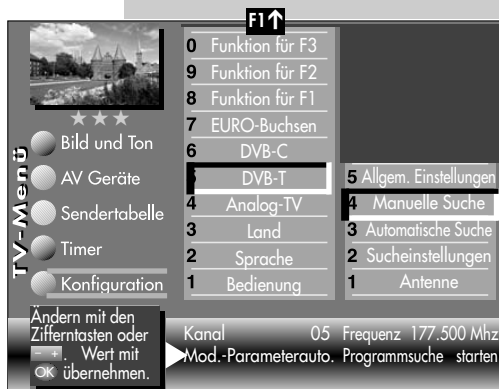 F1↑
TV-Menü
Bild und Ton
AV Geräte
Sendertabelle
Timer
Konfiguration
0 Funktion für F3
9 Funktion für F2
8 Funktion für F1
7 EURO-Buchsen
6 DVB-C
5 DVB-T
4 Analog-TV
3 Land
2 Sprache
1 Bedienung
5 Allgem. Einstellungen
4 Manuelle Suche
3 Automatische Suche
2 Sucheinstellungen
1 Antenne
Ändern mit den
Zifferntasten oder
- + . Wert mit
OK übernehmen.
Kanal 05 Frequenz 177.500 Mhz
Mod.-Parameterauto. Programmsuche starten